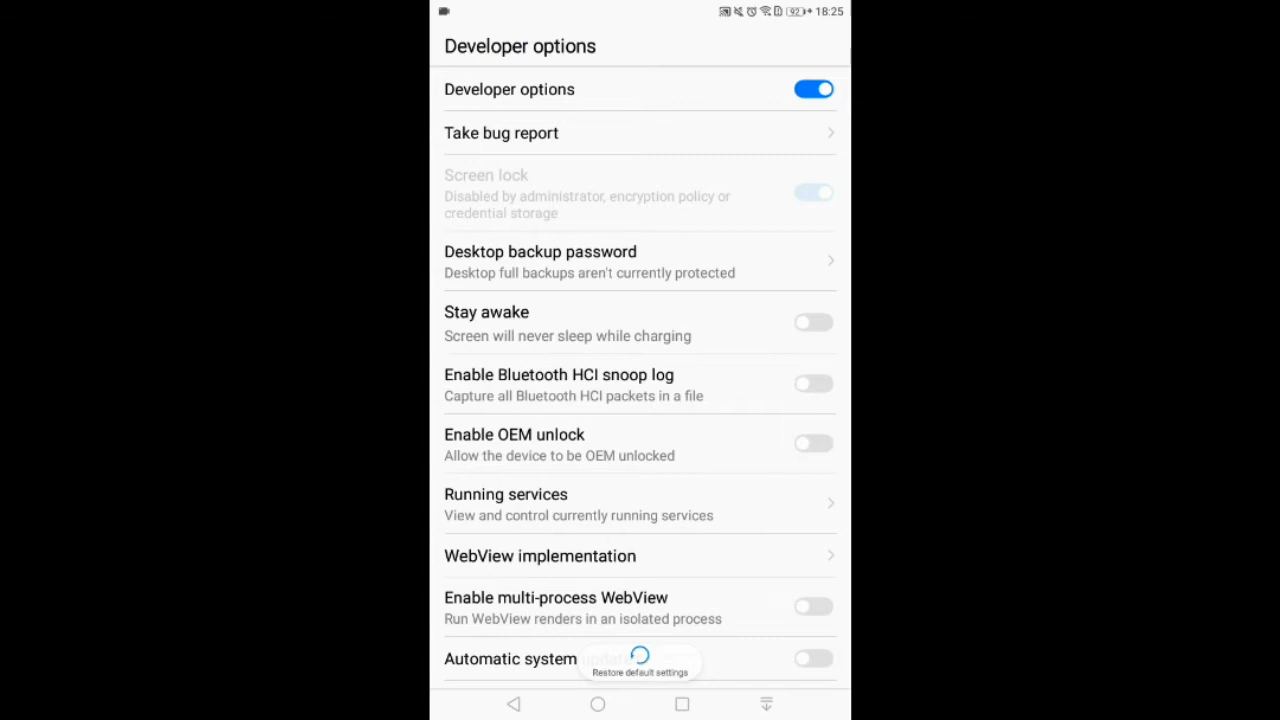 92 18:25
Developer options
Developer options
Take bug report
Screen lock
Disabled by administrator, encryption policy or
credential storage
Desktop backup password
Desktop full backups aren't currently protected
Stay awake
Screen will never sleep while charging
Enable Bluetooth HCI snoop log
Capture all Bluetooth HCI packets in a file
Enable OEM unlock
Allow the device to be OEM unlocked
Running services
View and control currently running services
WebView implementation
Enable multi-process WebView
Run WebView renders in an isolated process
Automatic system
Restore default settings